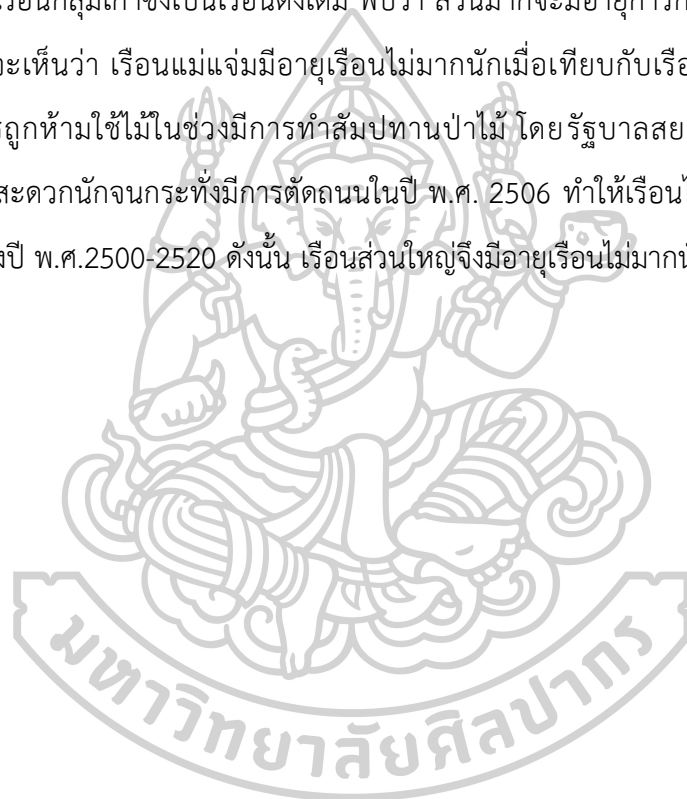 เรือนกลุ่มเก่าซึ่งเป็นเรือนดั้งเดิม พบว่า ส่วนมากจะมีอายุการก
จะเห็นว่า เรือนแม่แจ่มมีอายุเรือนไม่มากนักเมื่อเทียบกับเรือ
ถูกห้ามใช้ไม้ในช่วงมีการทำสัมปทานป่าไม้ โดยรัฐบาลสย
สะดวกนักจนกระทั่งมีการตัดถนนในปี พ.ศ. 2506 ทำให้เรือน
ปี พ.ศ.2500-2520 ดังนั้น เรือนส่วนใหญ่จึงมีอายุเรือนไม่มาก
มหาวิทยาลัยศิลปากร